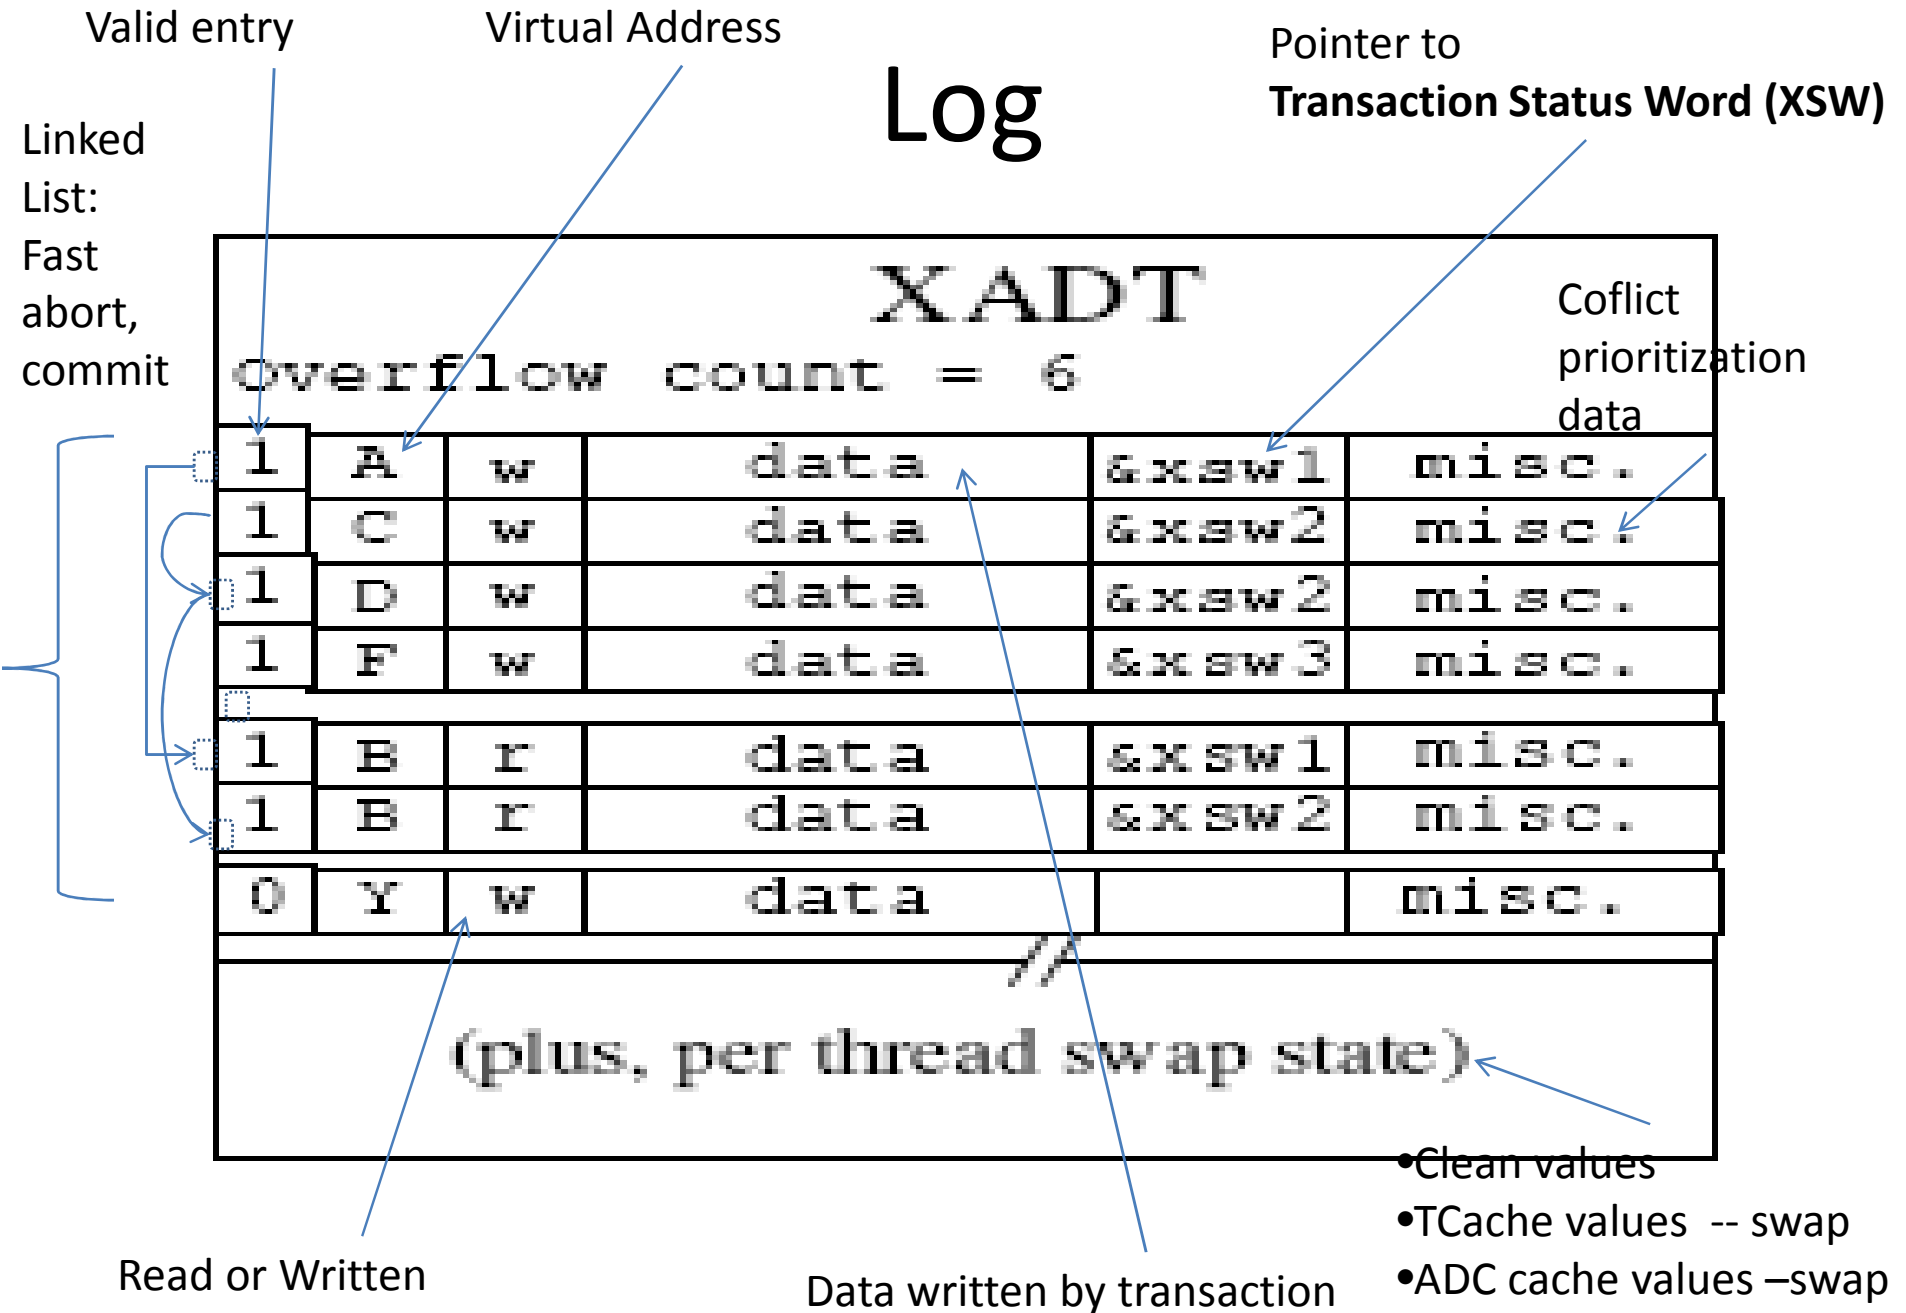 Valid entry
Virtual Address
Log
Pointer to
Transaction Status Word (XSW)
Linked
List:
Fast
abort,
commit
XADT
Coflict
prioritization
data
Overflow count = 6
1 A w data &xsw1 misc.
1 C w data &xsw2 misc.
1 D w data &xsw2 misc.
1 F w data &xsw3 misc.
1 B r data &xsw1 misc.
1 B r data &xsw2 misc.
0 Y w data misc.
//
(plus, per thread swap state)
•Clean values
•TCache values -- swap
•ADC cache values –swap
Read or Written
Data written by transaction